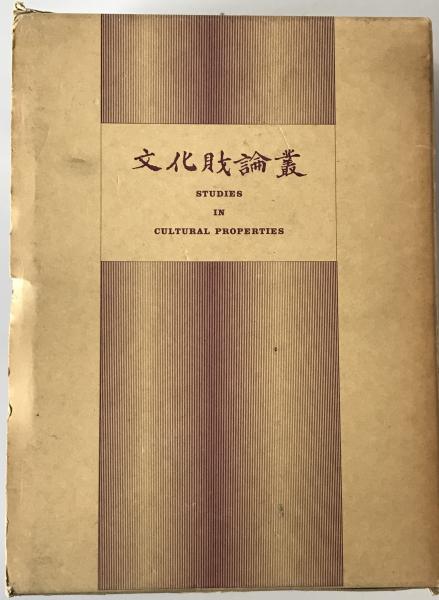 文化財論叢
STUDIES
IN
CULTURAL PROPERTIES